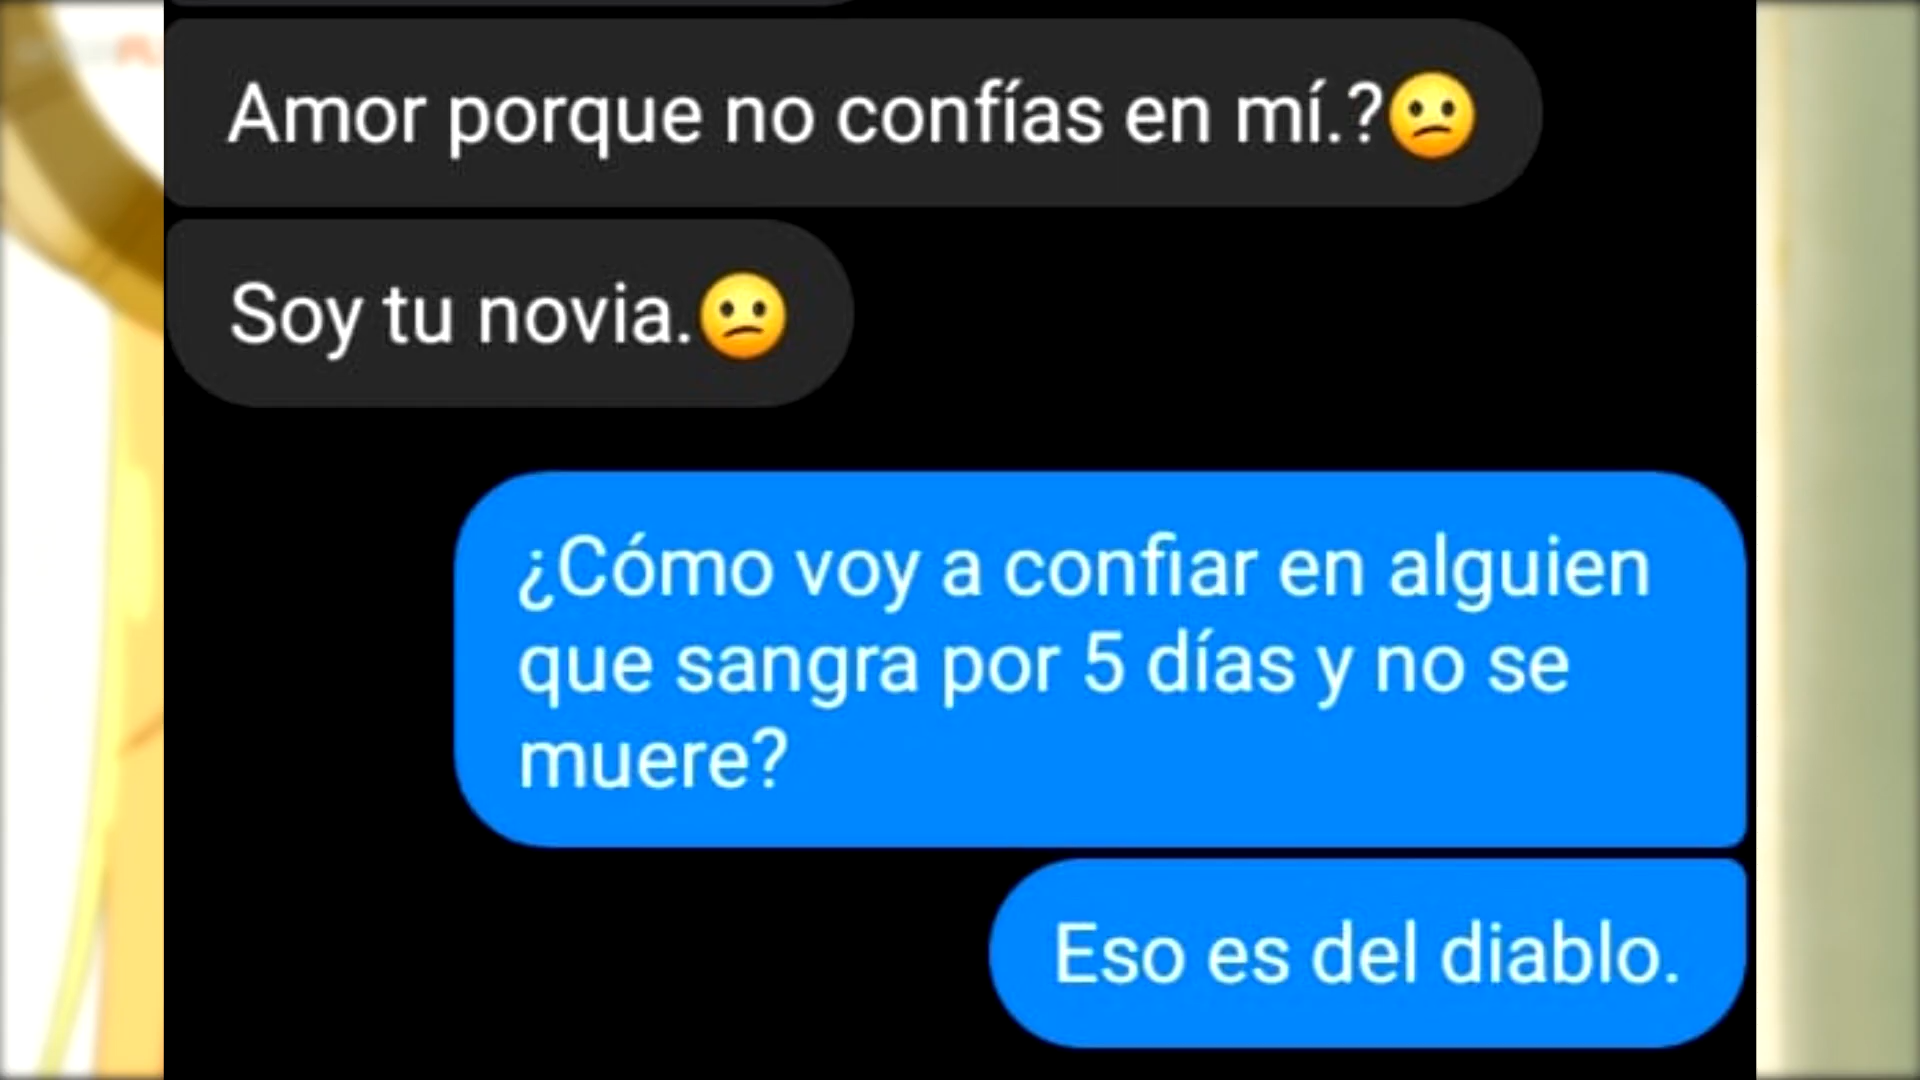 Amor porque no confías en mí.?😕
Soy tu novia.😕
¿Cómo voy a confiar en alguien
que sangra por 5 días y no se
muere?
Eso es del diablo.